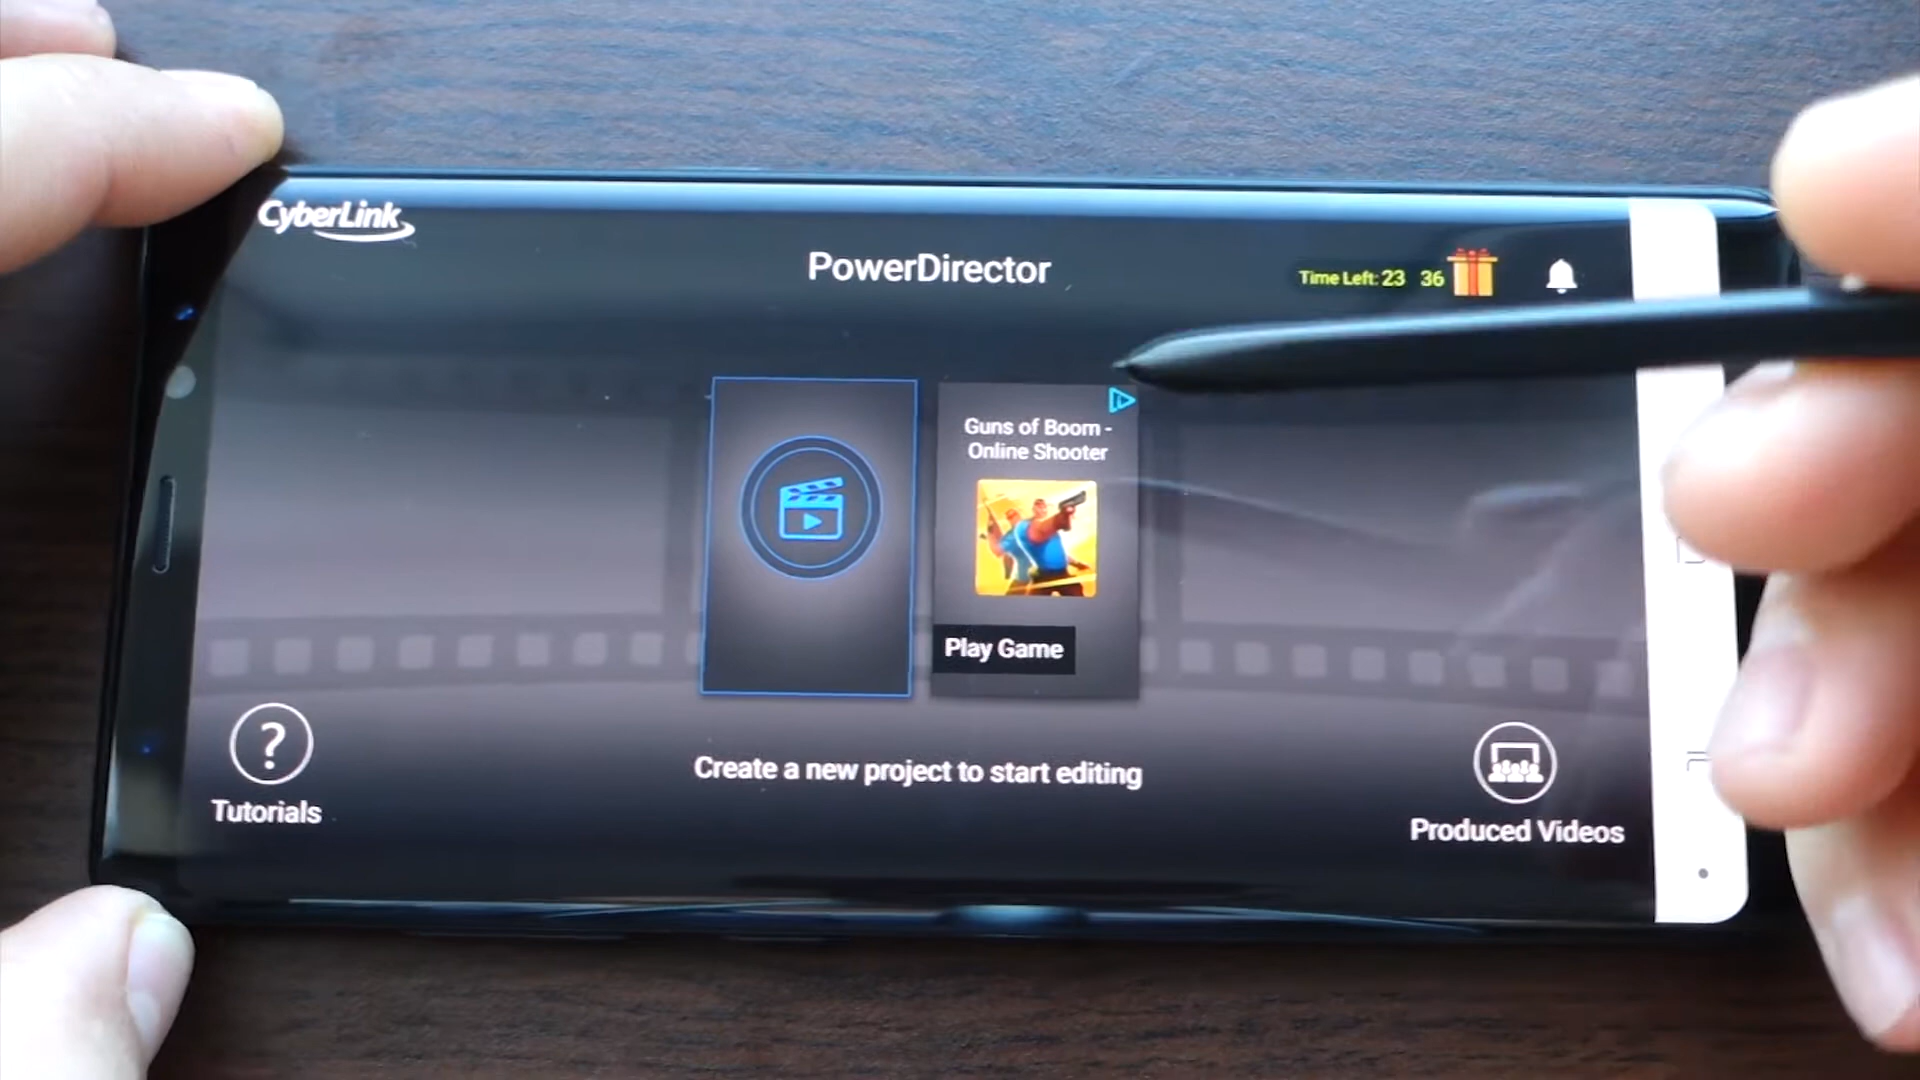 CyberLink
PowerDirector
Time Left: 23 36
Guns of Boom -
Online Shooter
Play Game
?
Tutorials
Create a new project to start editing
Produced Videos